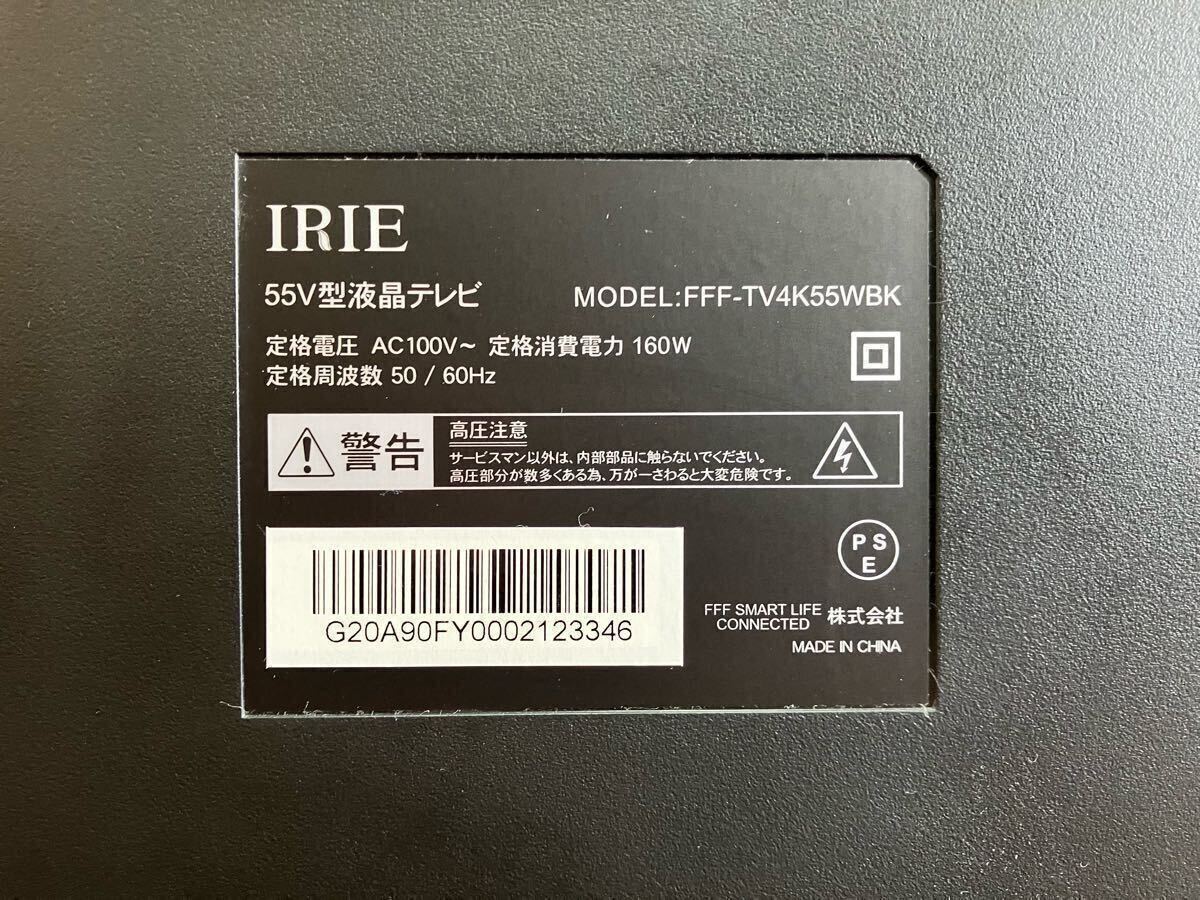 IRIE
55V型液晶テレビ MODEL:FFF-TV4K55WBK
定格電圧 AC100V～ 定格消費電力 160W
定格周波数 50 / 60Hz
警告
高圧注意
サービスマン以外は、内部部品に触らないでください。
高圧部分が数多くある為、万が一さわると大変危険です。
G20A90FY0002123346
PS
E
FFF SMART LIFE
CONNECTED 株式会社
MADE IN CHINA